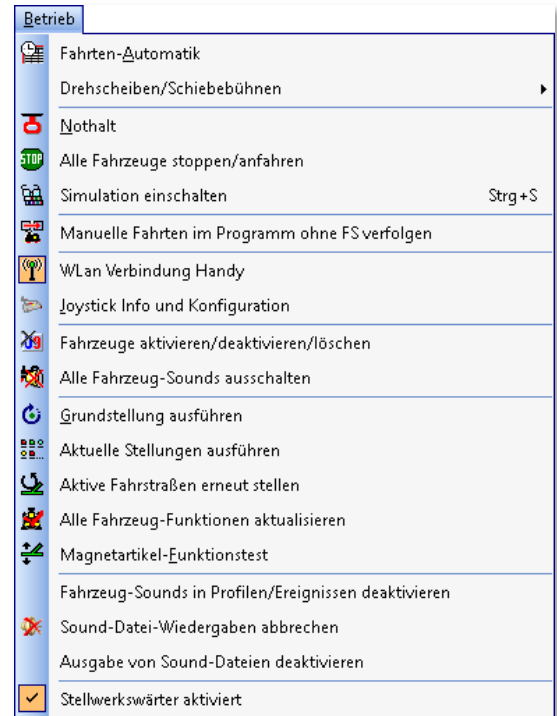 Betrieb
Fahrten-Automatik
Drehscheiben/Schiebebühnen
Nothalt
STOP Alle Fahrzeuge stoppen/anfahren
Simulation einschalten Strg+S
Manuelle Fahrten im Programm ohne FS verfolgen
WLan Verbindung Handy
Joystick Info und Konfiguration
Fahrzeuge aktivieren/deaktivieren/löschen
Alle Fahrzeug-Sounds ausschalten
Grundstellung ausführen
Aktuelle Stellungen ausführen
Aktive Fahrstraßen erneut stellen
Alle Fahrzeug-Funktionen aktualisieren
Magnetartikel-Funktionstest
Fahrzeug-Sounds in Profilen/Ereignissen deaktivieren
Sound-Datei-Wiedergaben abbrechen
Ausgabe von Sound-Dateien deaktivieren
Stellwerkswärter aktiviert